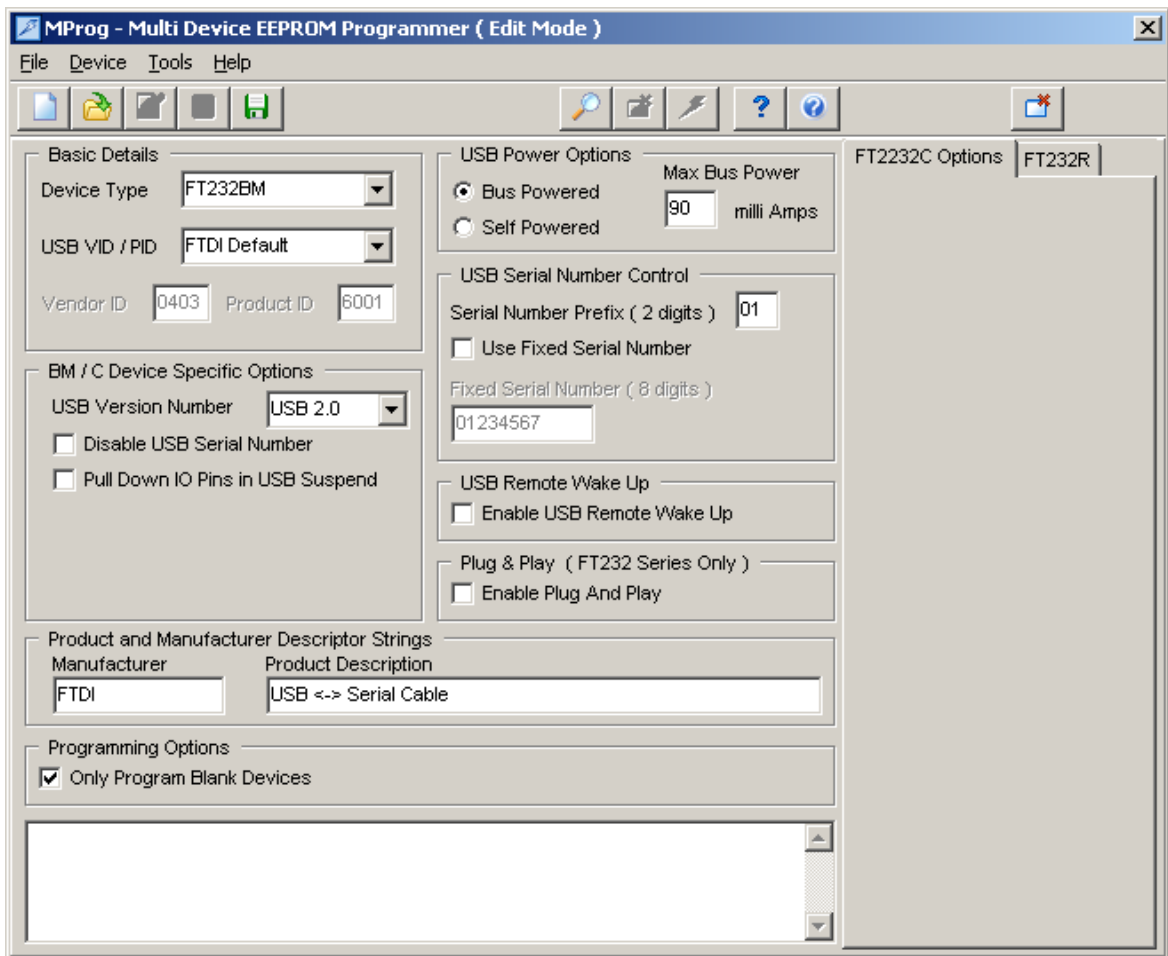 MProg - Multi Device EEPROM Programmer ( Edit Mode )
File Device Tools Help
Basic Details
Device Type FT232BM
USB VID / PID FTDI Default
Vendor ID 0403 Product ID 6001
BM / C Device Specific Options
USB Version Number USB 2.0
Disable USB Serial Number
Pull Down IO Pins in USB Suspend
USB Power Options
Bus Powered
Self Powered
Max Bus Power
90 milli Amps
USB Serial Number Control
Serial Number Prefix ( 2 digits ) 01
Use Fixed Serial Number
Fixed Serial Number ( 8 digits )
01234567
USB Remote Wake Up
Enable USB Remote Wake Up
Plug & Play ( FT232 Series Only )
Enable Plug And Play
Product and Manufacturer Descriptor Strings
Manufacturer Product Description
FTDI USB <-> Serial Cable
Programming Options
Only Program Blank Devices
FT2232C Options FT232R